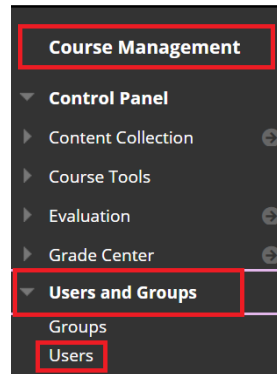 Course Management
Control Panel
Content Collection
Course Tools
Evaluation
Grade Center
Users and Groups
Groups
Users